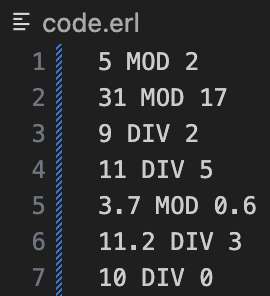 code.erl
1 5 MOD 2
2 31 MOD 17
3 9 DIV 2
4 11 DIV 5
5 3.7 MOD 0.6
6 11.2 DIV 3
7 10 DIV 0